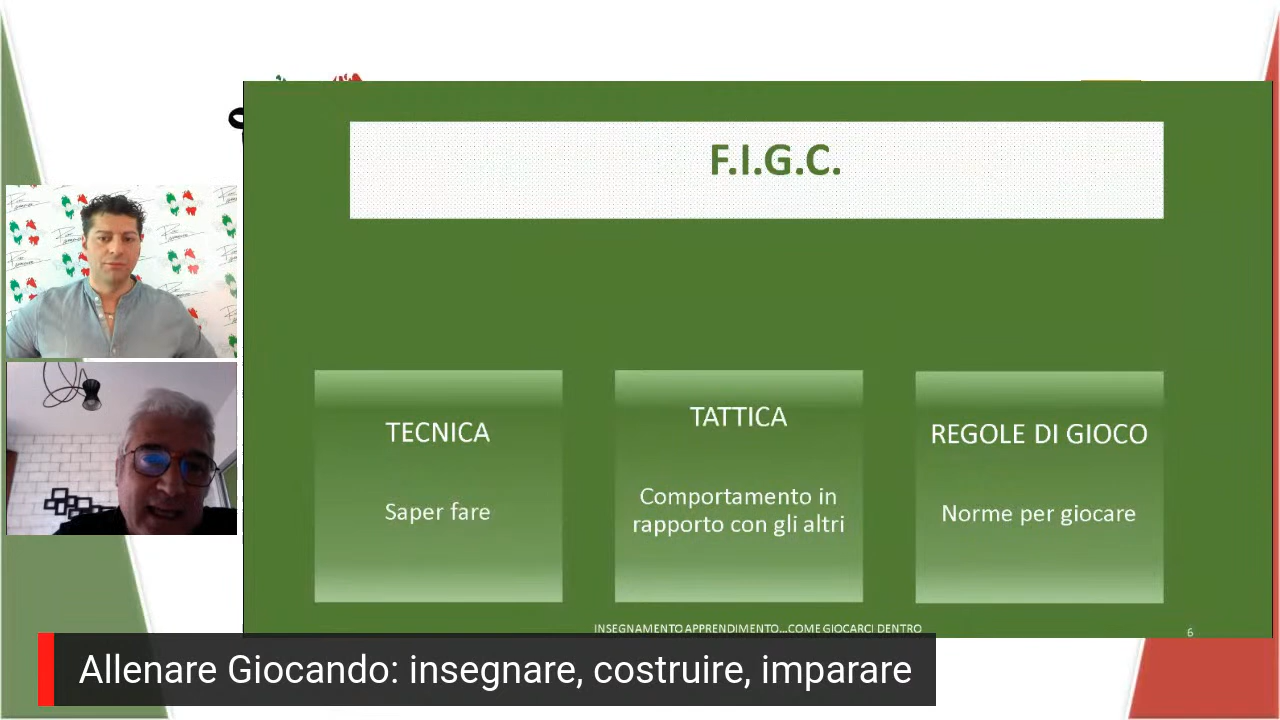 F.I.G.C.
TECNICA
Saper fare
TATTICA
Comportamento in
rapporto con gli altri
REGOLE DI GIOCO
Norme per giocare
INSEGNAMENTO APPRENDIMENTO...COME GIOCARCI DENTRO
6
Allenare Giocando: insegnare, costruire, imparare